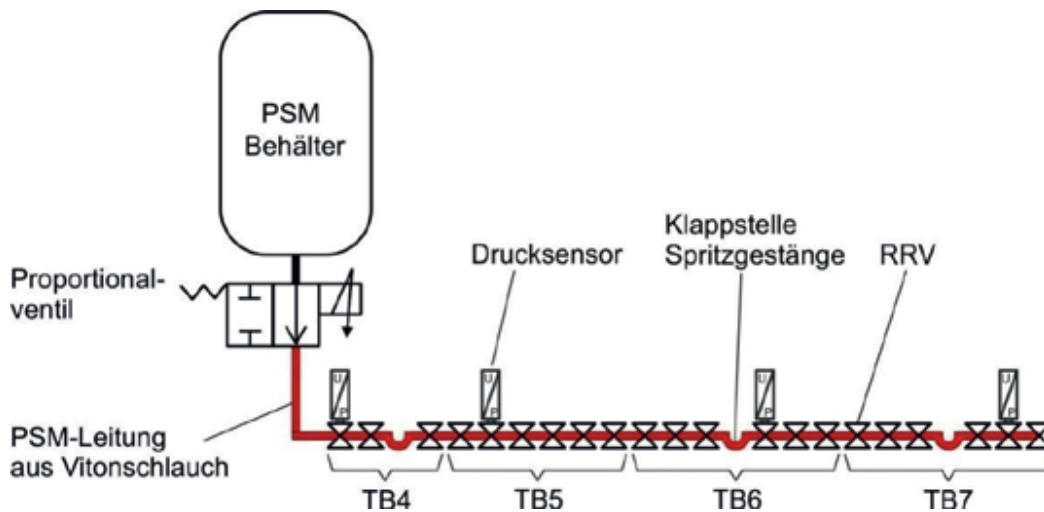 PSM
Behälter
Klappstelle
Spritzgestänge
Drucksensor
RRV
Proportional-
ventil
U
P
U
P
U
P
U
P
PSM-Leitung
aus Vitonschlauch
TB4
TB5
TB6
TB7